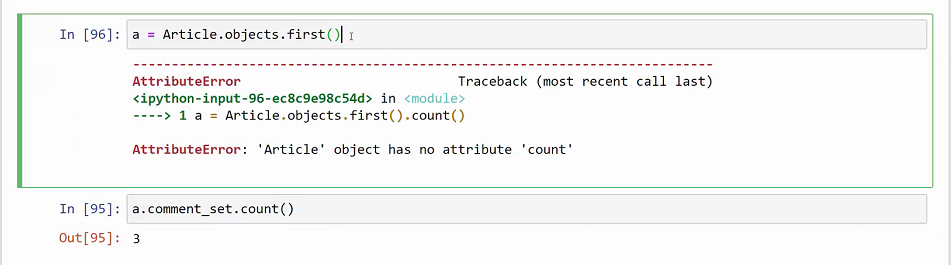 In [96]: a = Article.objects.first()
---------------------------------------------------------------------------
AttributeError                            Traceback (most recent call last)
<ipython-input-96-ec8c9e98c54d> in <module>
----> 1 a = Article.objects.first().count()
AttributeError: 'Article' object has no attribute 'count'
In [95]: a.comment_set.count()
Out[95]: 3